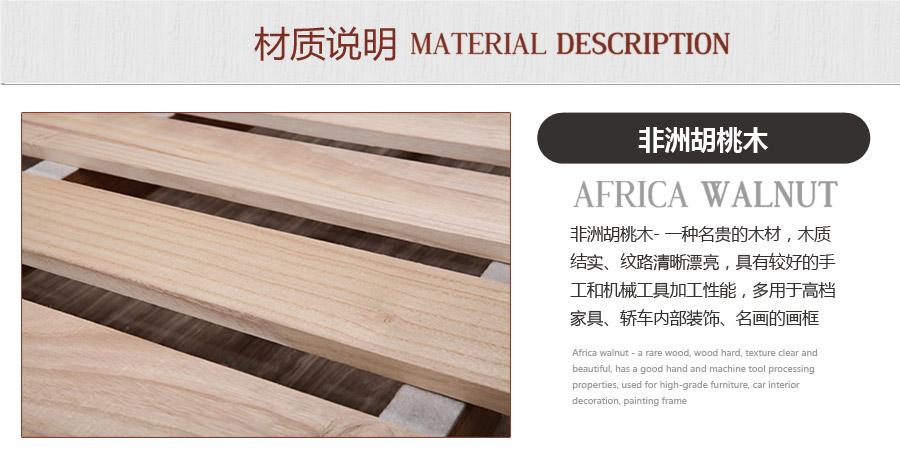 材质说明 MATERIAL DESCRIPTION
非洲胡桃木
AFRICA WALNUT
非洲胡桃木- 一种名贵的木材，木质
结实、纹路清晰漂亮，具有较好的手
工和机械工具加工性能，多用于高档
家具、轿车内部装饰、名画的画框
Africa walnut - a rare wood, wood hard, texture clear and
beautiful, has a good hand and machine tool processing
properties, used for high-grade furniture, car interior
decoration, painting frame